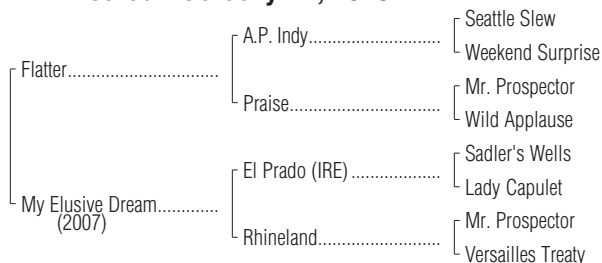 Seattle Slew
A.P. Indy
Weekend Surprise
Flatter
Mr. Prospector
Praise
Wild Applause
Sadler's Wells
El Prado (IRE)
Lady Capulet
My Elusive Dream
(2007)
Mr. Prospector
Rhineland
Versailles Treaty